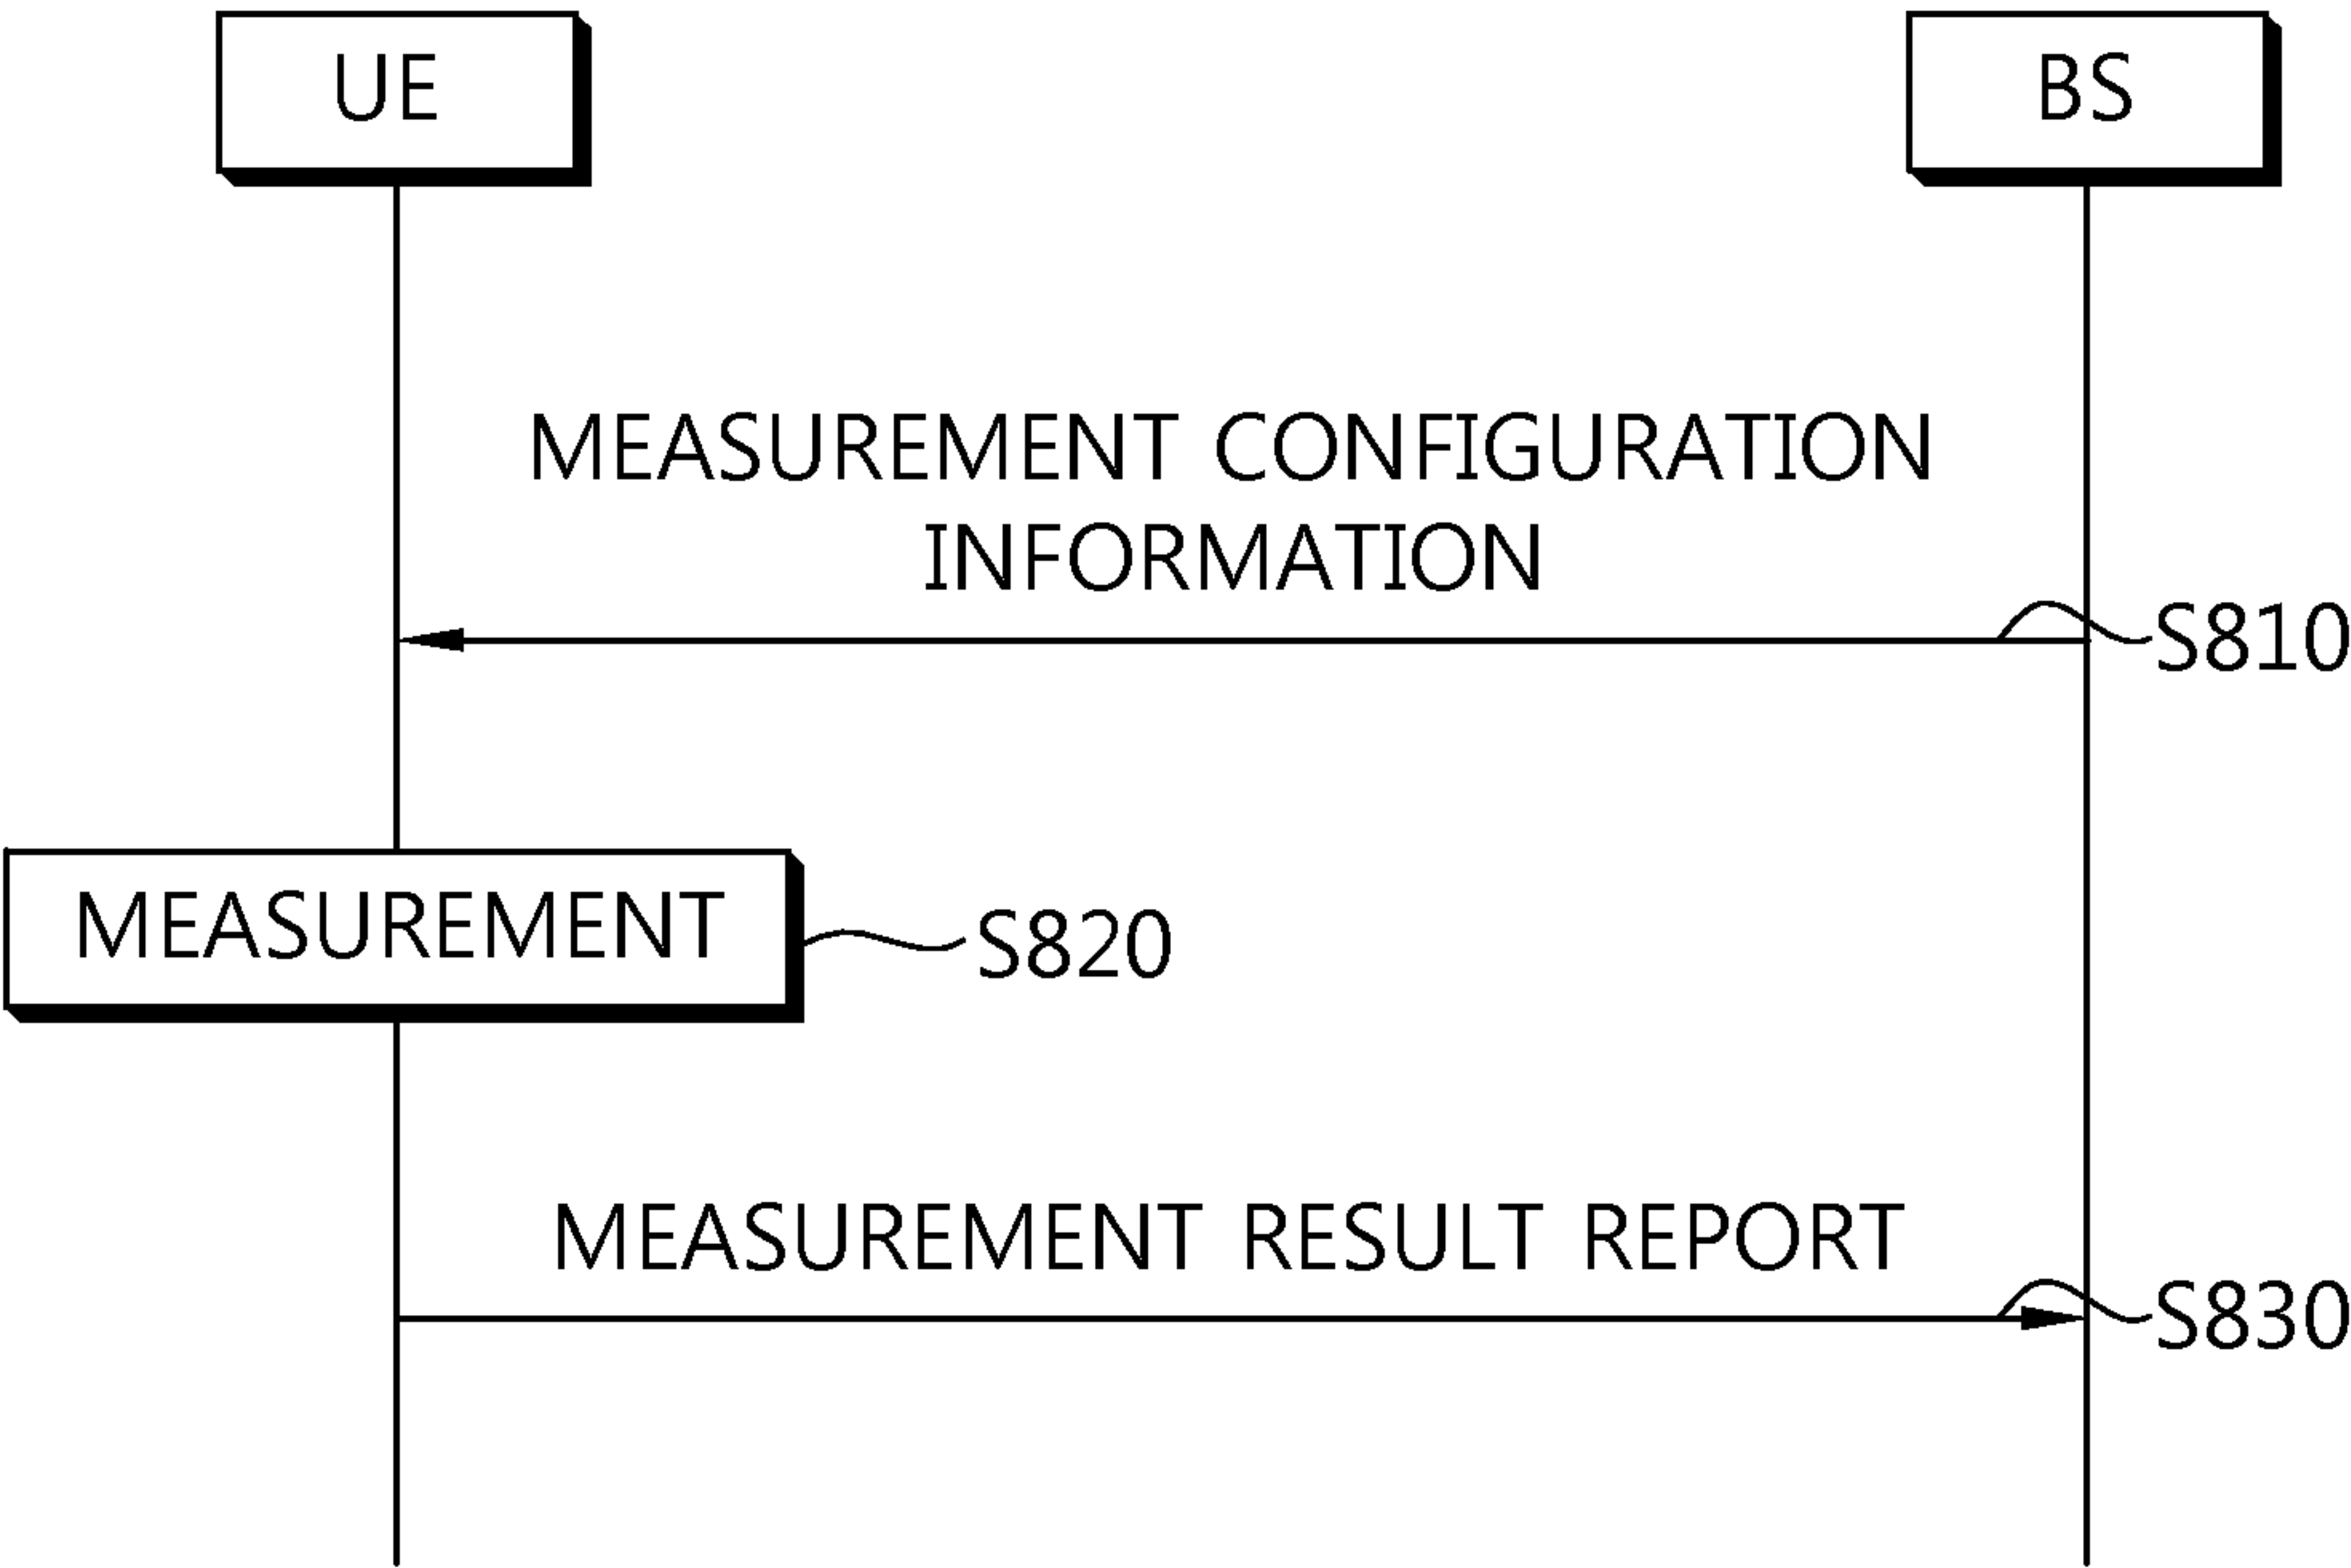 UE
BS
MEASUREMENT CONFIGURATION
INFORMATION
S810
MEASUREMENT
S820
MEASUREMENT RESULT REPORT
S830